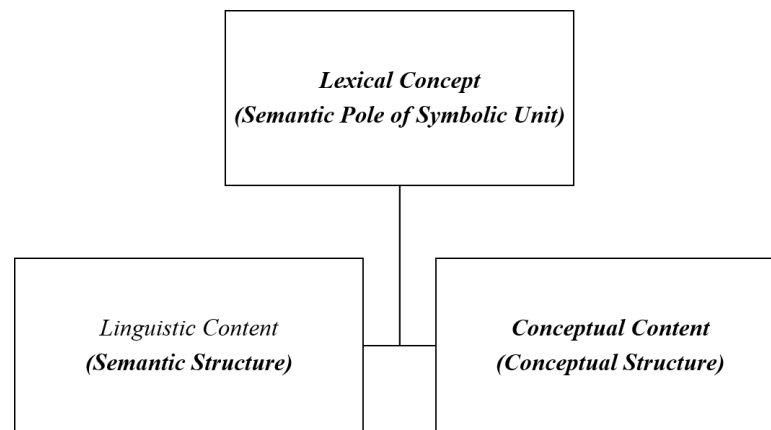 Lexical Concept
(Semantic Pole of Symbolic Unit)
Linguistic Content
(Semantic Structure)
Conceptual Content
(Conceptual Structure)